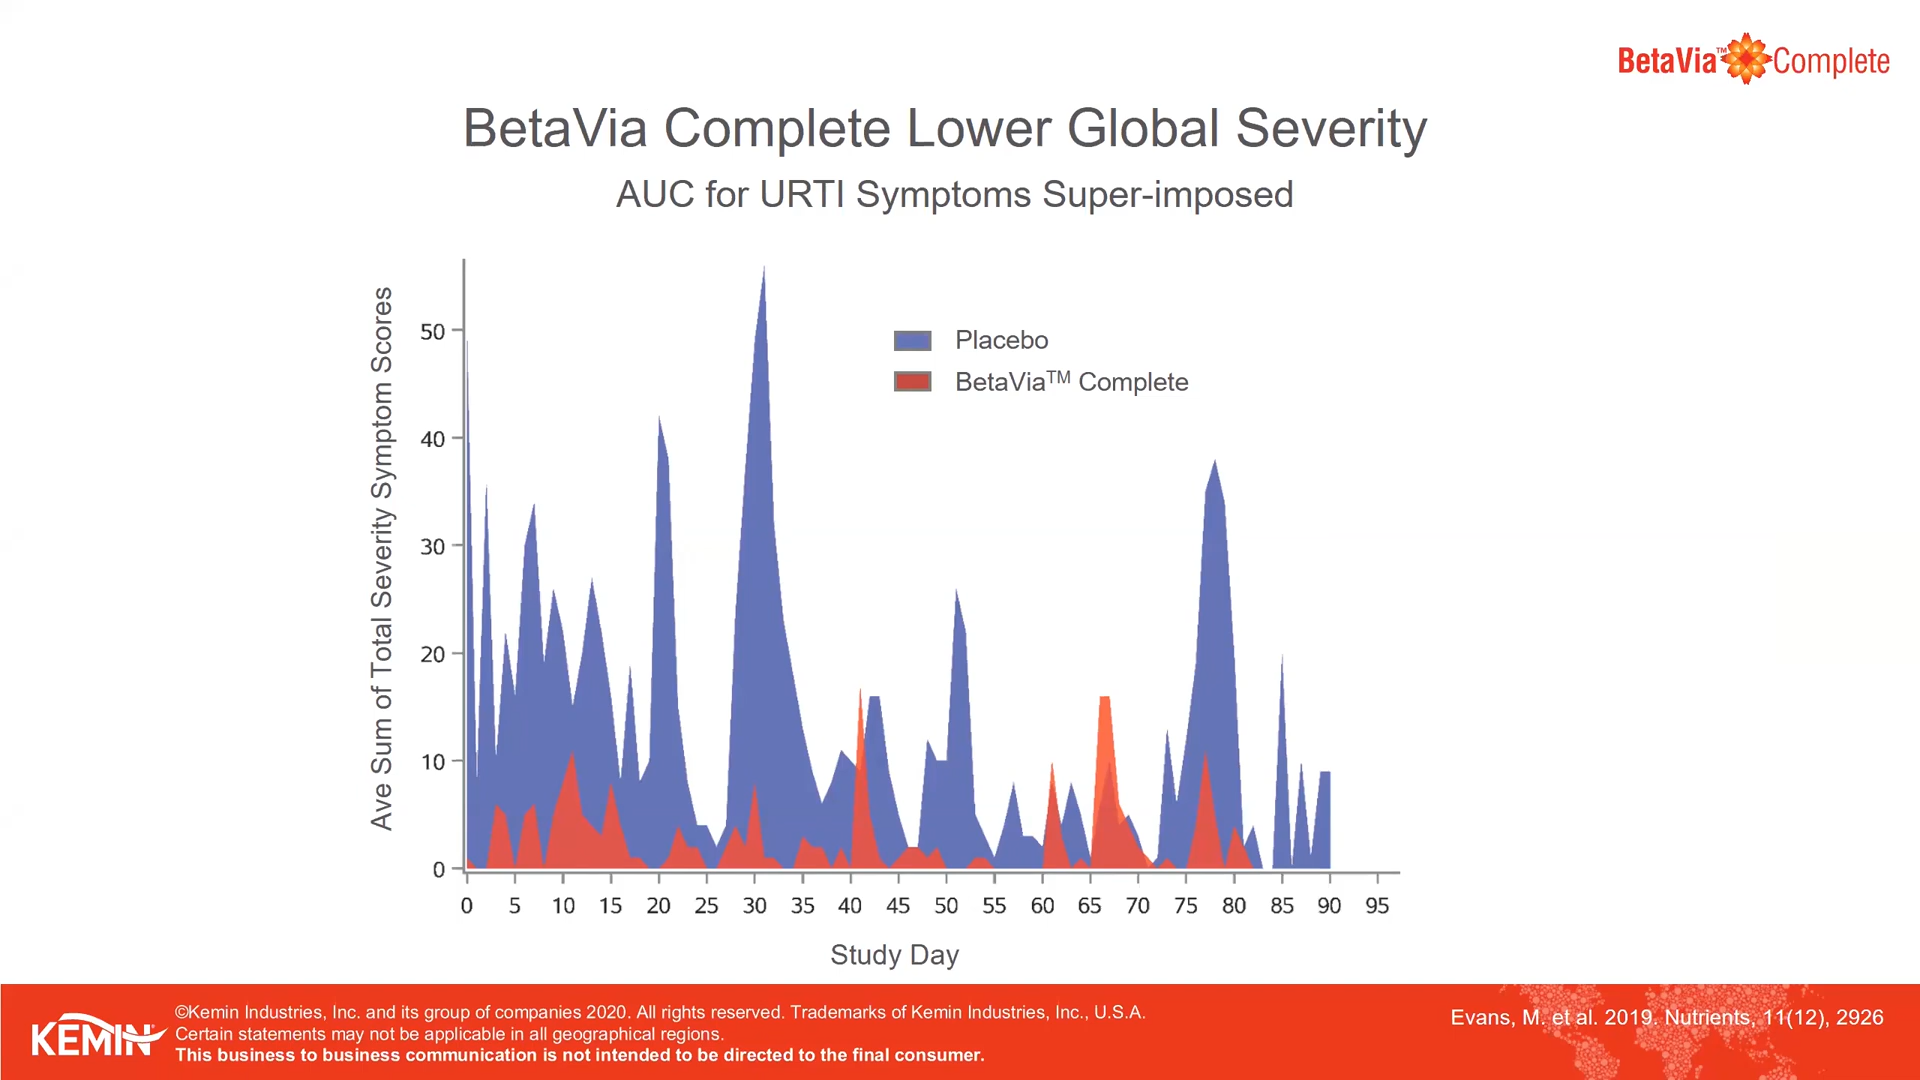 BetaVia™ Complete
BetaVia Complete Lower Global Severity
AUC for URTI Symptoms Super-imposed
Ave Sum of Total Severity Symptom Scores
50
40
30
20
10
0
Placebo
BetaVia™ Complete
0 5 10 15 20 25 30 35 40 45 50 55 60 65 70 75 80 85 90 95
Study Day
KEMIN®
©Kemin Industries, Inc. and its group of companies 2020. All rights reserved. Trademarks of Kemin Industries, Inc., U.S.A.
Certain statements may not be applicable in all geographical regions.
This business to business communication is not intended to be directed to the final consumer.
Evans, M. et al. 2019. Nutrients, 11(12), 2926